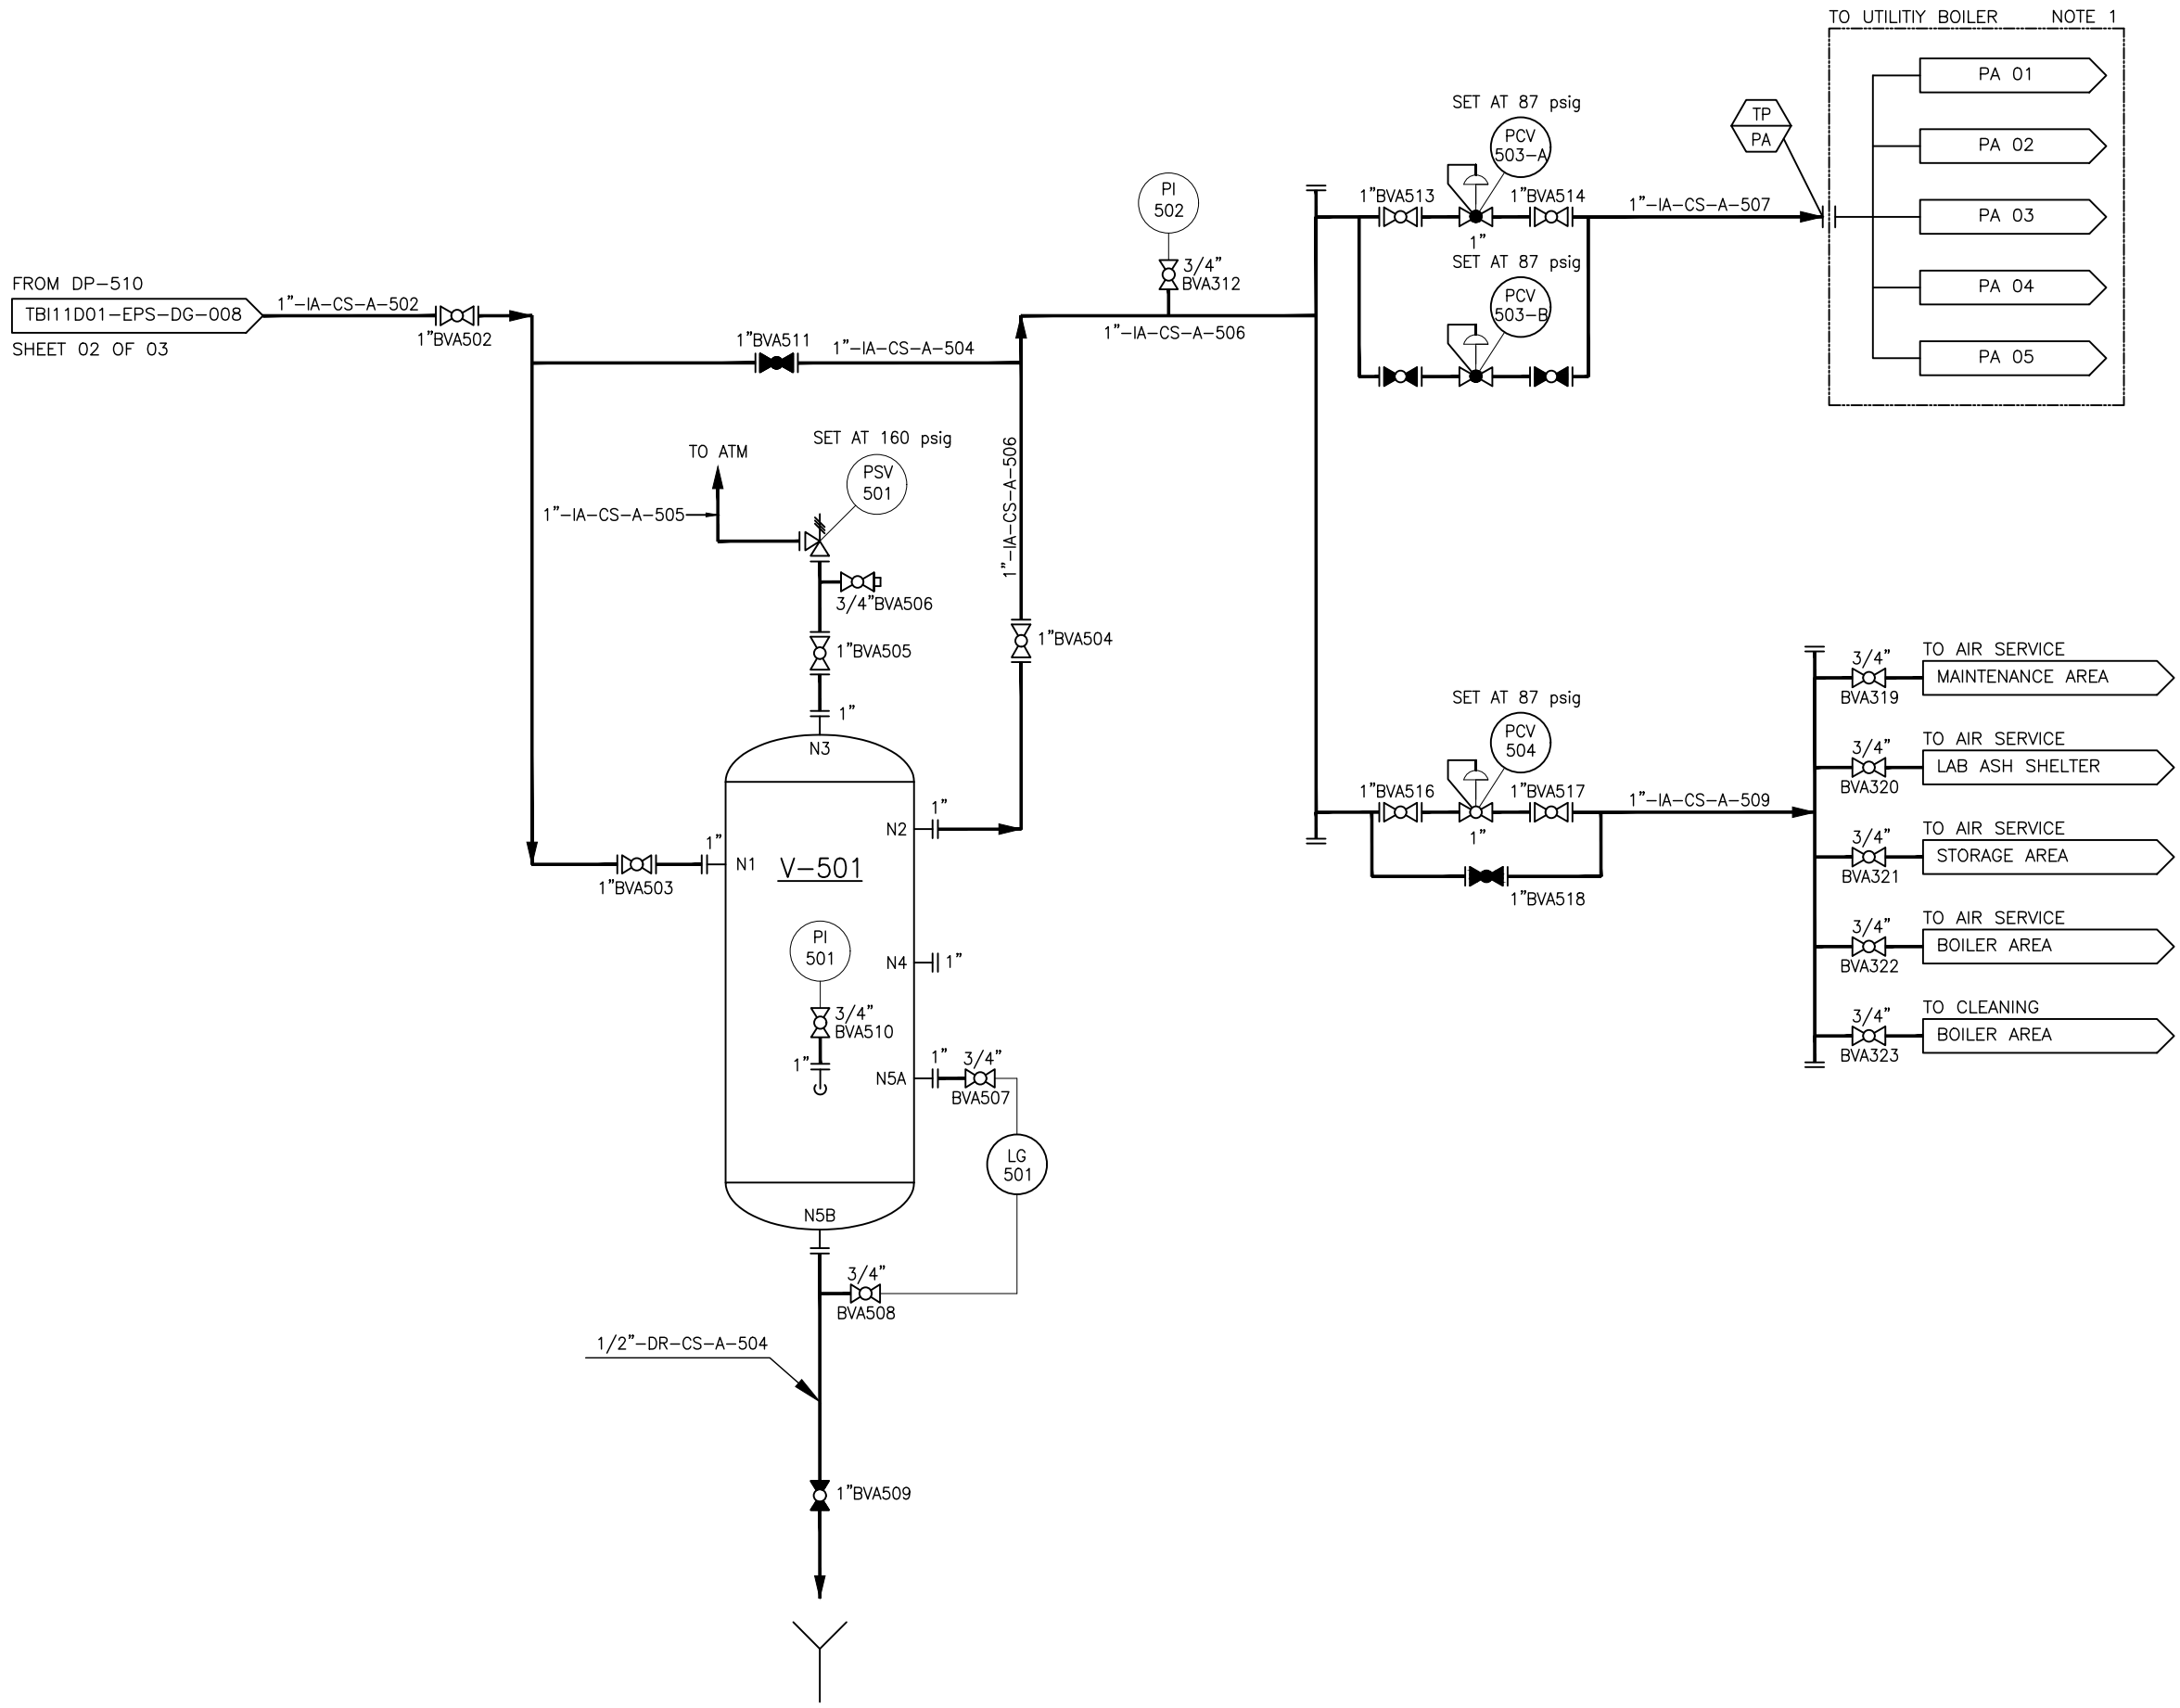 TO UTILITIY BOILER NOTE 1
PA 01
PA 02
PA 03
PA 04
PA 05
TP
PA
SET AT 87 psig
PCV
503-A
1"BVA513
1"BVA514
1"
1"-IA-CS-A-507
SET AT 87 psig
PCV
503-B
PI
502
3/4"
BVA312
1"-IA-CS-A-506
FROM DP-510
TBI11D01-EPS-DG-008
SHEET 02 OF 03
1"-IA-CS-A-502
1"BVA502
1"BVA511
1"-IA-CS-A-504
SET AT 160 psig
TO ATM
PSV
501
1"-IA-CS-A-505
3/4"BVA506
1"BVA505
1"-IA-CS-A-506
1"BVA504
1"
N3
N2
1"
1"
N1
V-501
1"BVA503
PI
501
3/4"
BVA510
1"
N4
1"
N5A
1"
3/4"
BVA507
LG
501
N5B
3/4"
BVA508
1/2"-DR-CS-A-504
1"BVA509
SET AT 87 psig
PCV
504
1"BVA516
1"BVA517
1"
1"-IA-CS-A-509
1"BVA518
3/4"
BVA319
TO AIR SERVICE
MAINTENANCE AREA
3/4"
BVA320
TO AIR SERVICE
LAB ASH SHELTER
3/4"
BVA321
TO AIR SERVICE
STORAGE AREA
3/4"
BVA322
TO AIR SERVICE
BOILER AREA
3/4"
BVA323
TO CLEANING
BOILER AREA